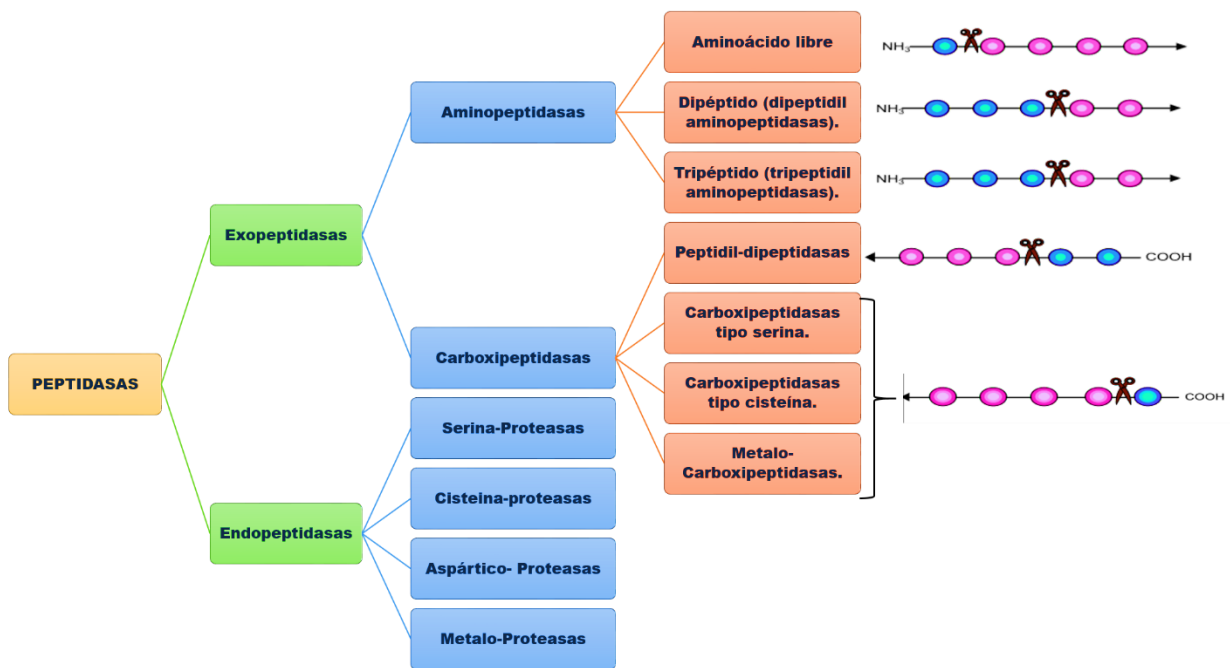 PEPTIDASAS
Exopeptidasas
Endopeptidasas
Aminopeptidasas
Carboxipeptidasas
Serina-Proteasas
Cisteina-proteasas
Aspártico- Proteasas
Metalo-Proteasas
Aminoácido libre
Dipéptido (dipeptidil
aminopeptidasas).
Tripéptido (tripeptidil
aminopeptidasas).
Peptidil-dipeptidasas
Carboxipeptidasas
tipo serina.
Carboxipeptidasas
tipo cisteína.
Metalo-
Carboxipeptidasas.
NH3
NH3
NH3
COOH
COOH